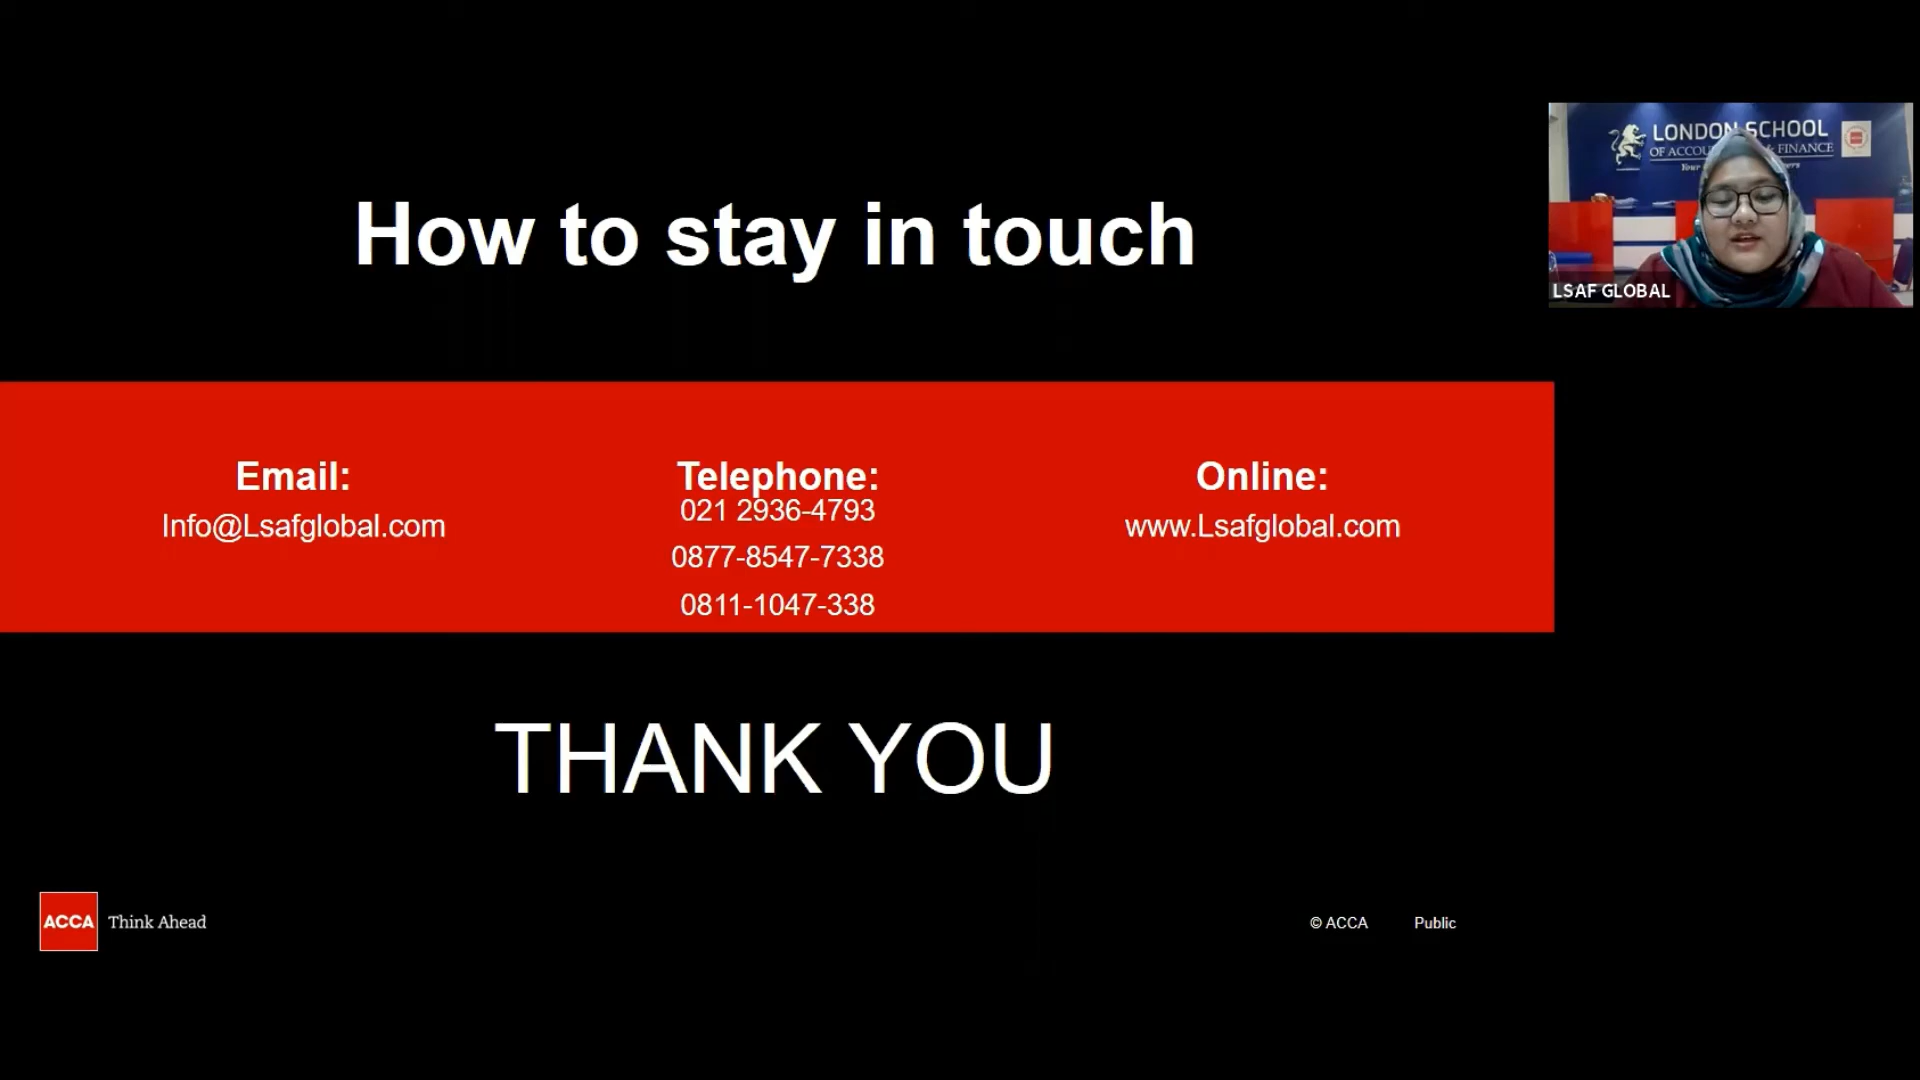 How to stay in touch
LONDON SCHOOL
& FINANCE
LSAF GLOBAL
Email:
Info@Lsafglobal.com
Telephone:
021 2936-4793
0877-8547-7338
0811-1047-338
Online:
www.Lsafglobal.com
THANK YOU
ACCA Think Ahead
© ACCA
Public